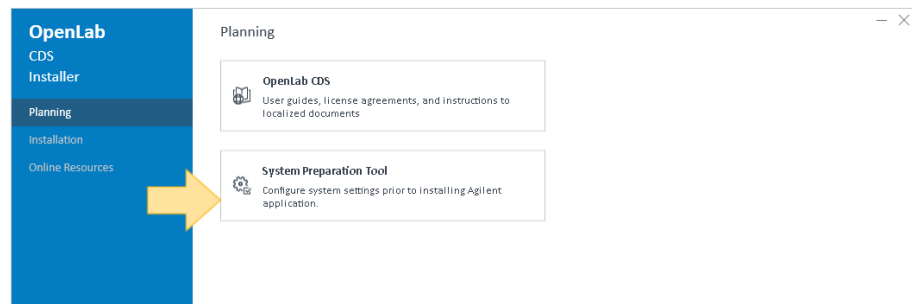 OpenLab
CDS
Installer
Planning
Installation
Online Resources
Planning
OpenLab CDS
User guides, license agreements, and instructions to
localized documents
System Preparation Tool
Configure system settings prior to installing Agilent
application.